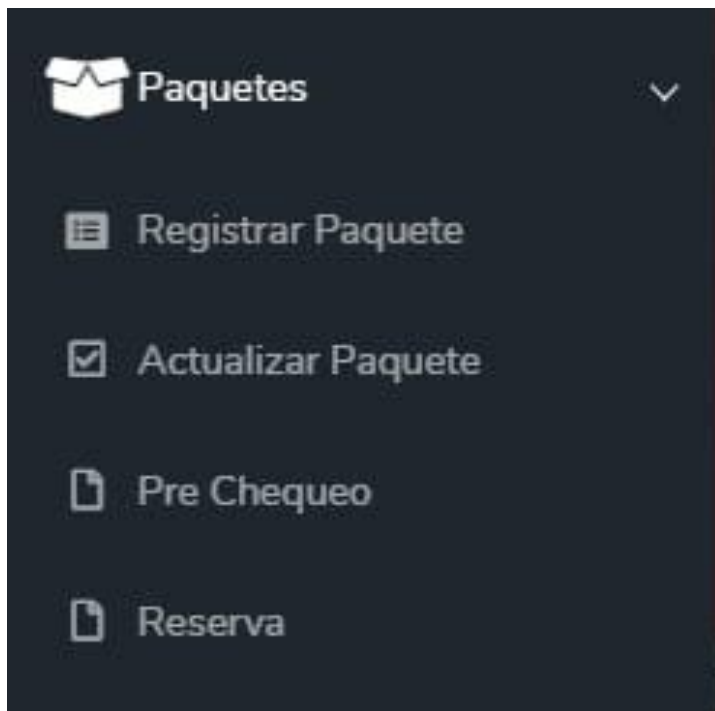 Paquetes
Registrar Paquete
Actualizar Paquete
Pre Chequeo
Reserva